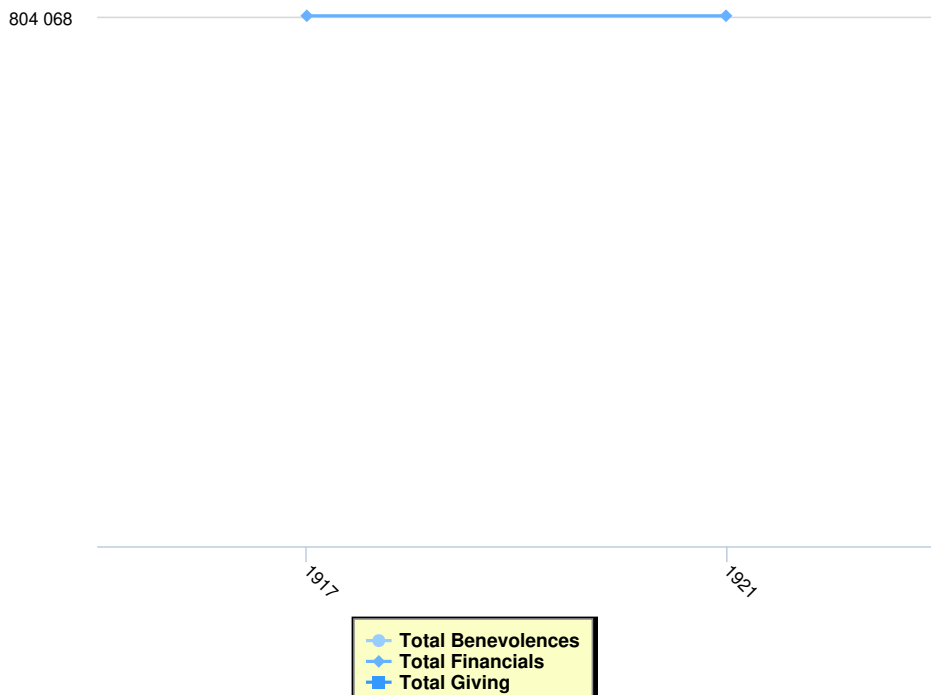 804 068
1917
1921
Total Benevolences
Total Financials
Total Giving